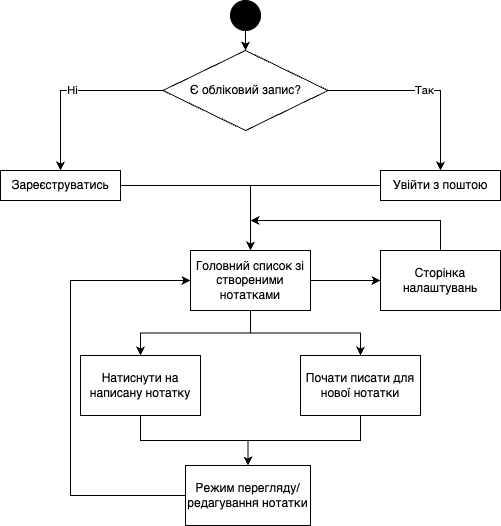 Є обліковий запис?
Ні
Так
Зареєструватись
Увійти з поштою
Головний список зі
створеними
нотатками
Сторінка
налаштувань
Натиснути на
написану нотатку
Почати писати для
нової нотатки
Режим перегляду/
редагування нотатки